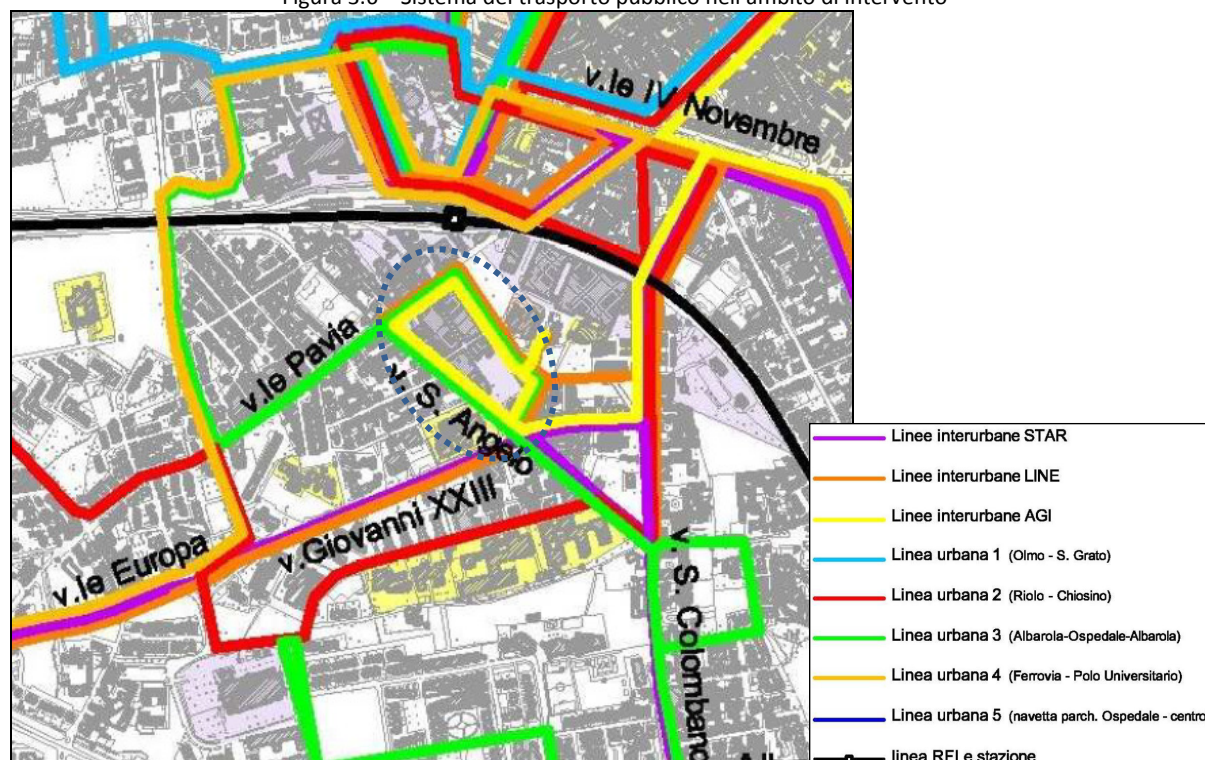 Figura 3.6 – Sistema del trasporto pubblico nell'ambito di intervento
v.le IV Novembre
v.le Pavia
v. S. Angelo
v.Giovanni XXIII
v.le Europa
v. S. Colombano
Linee interurbane STAR
Linee interurbane LINE
Linee interurbane AGI
Linea urbana 1 (Olmo - S. Grato)
Linea urbana 2 (Riolo - Chiosino)
Linea urbana 3 (Albarola-Ospedale-Albarola)
Linea urbana 4 (Ferrovia - Polo Universitario)
Linea urbana 5 (navetta parch. Ospedale - centro
linea RFI e stazione